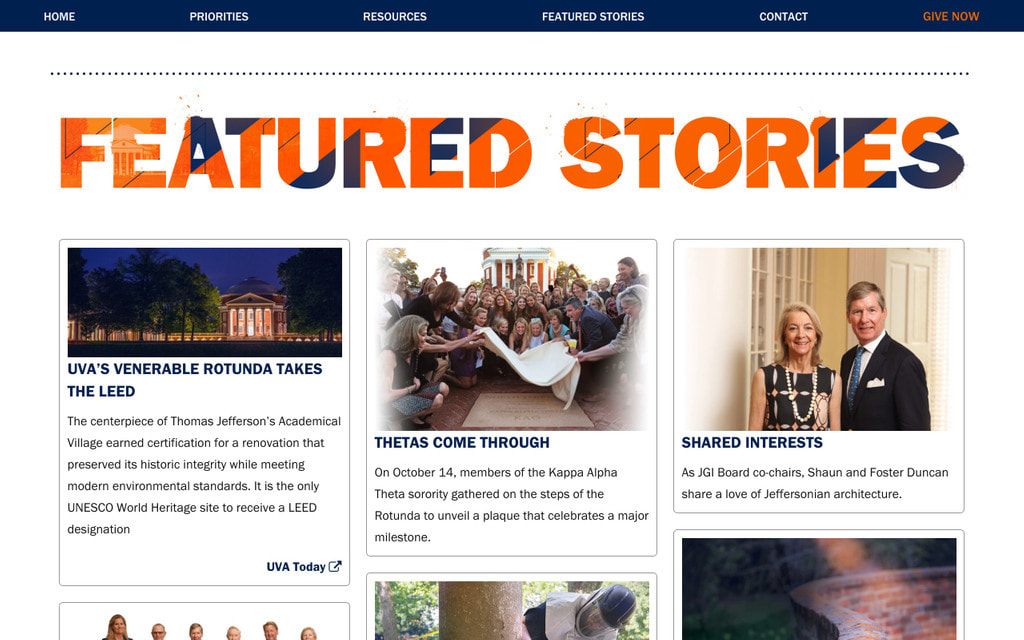 HOME
PRIORITIES
RESOURCES
FEATURED STORIES
CONTACT
GIVE NOW
FEATURED STORIES
UVA’S VENERABLE ROTUNDA TAKES
THE LEED
The centerpiece of Thomas Jefferson’s Academical
Village earned certification for a renovation that
preserved its historic integrity while meeting
modern environmental standards. It is the only
UNESCO World Heritage site to receive a LEED
designation
UVA Today
THETAS COME THROUGH
On October 14, members of the Kappa Alpha
Theta sorority gathered on the steps of the
Rotunda to unveil a plaque that celebrates a major
milestone.
SHARED INTERESTS
As JGI Board co-chairs, Shaun and Foster Duncan
share a love of Jeffersonian architecture.